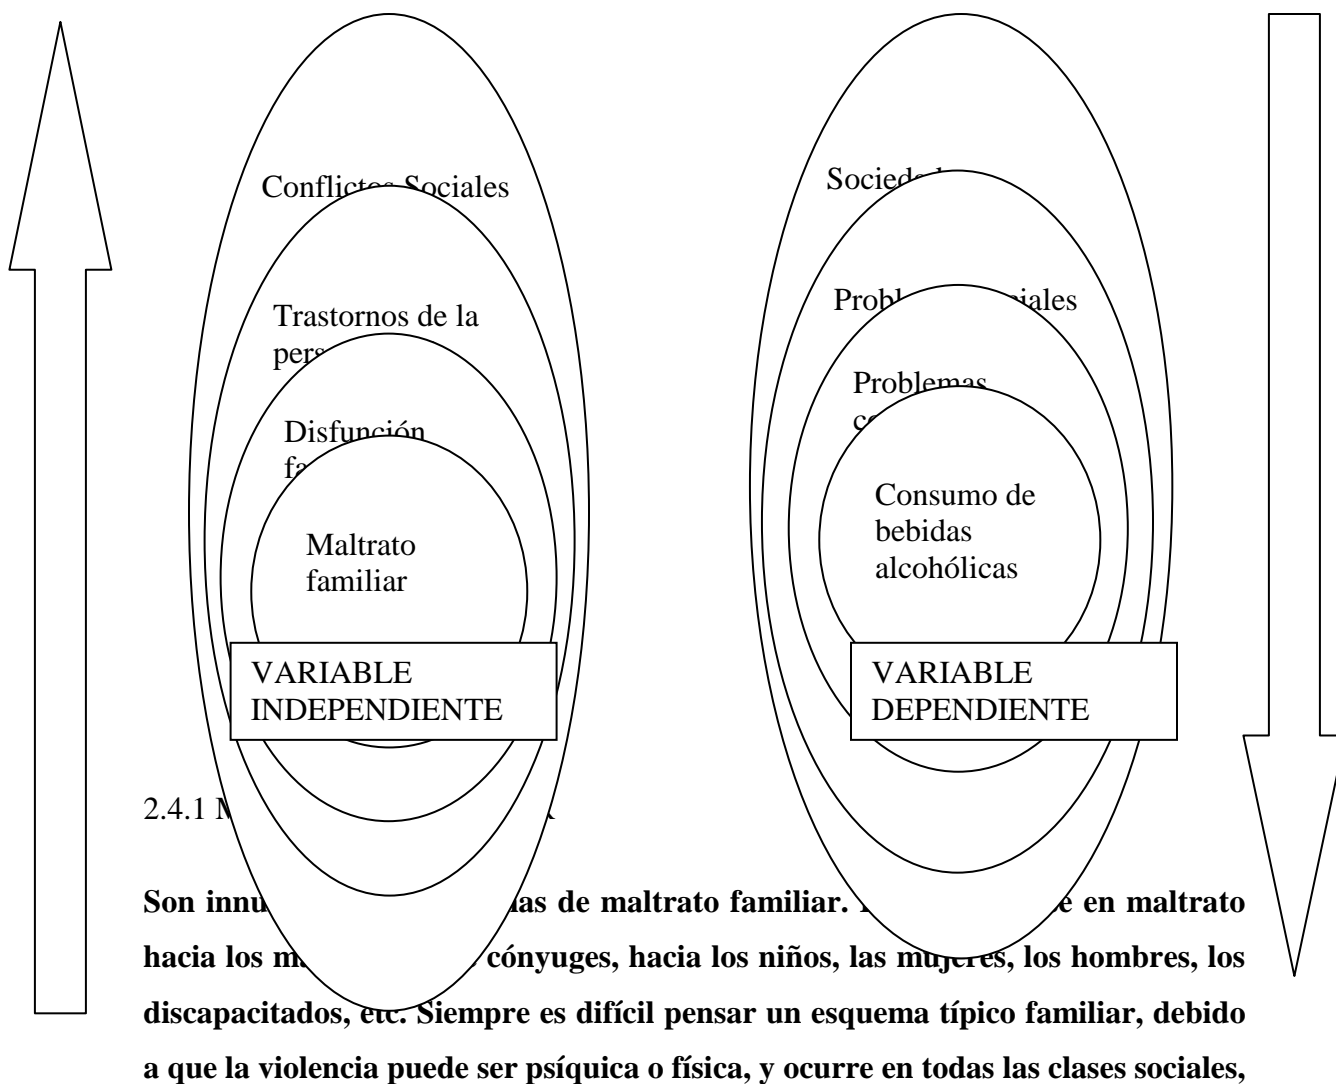 Conflictos Sociales
Trastornos de la
Disfunción
Maltrato
familiar
VARIABLE
INDEPENDIENTE
Sociedad
Problemas
Consumo de
bebidas
alcohólicas
VARIABLE
DEPENDIENTE
2.4.1
Son de maltrato familiar. en maltrato
hacia los cónyuges, hacia los niños, las mujeres, los hombres, los
discapacitados, etc. Siempre es difícil pensar un esquema típico familiar, debido
a que la violencia puede ser psíquica o física, y ocurre en todas las clases sociales,